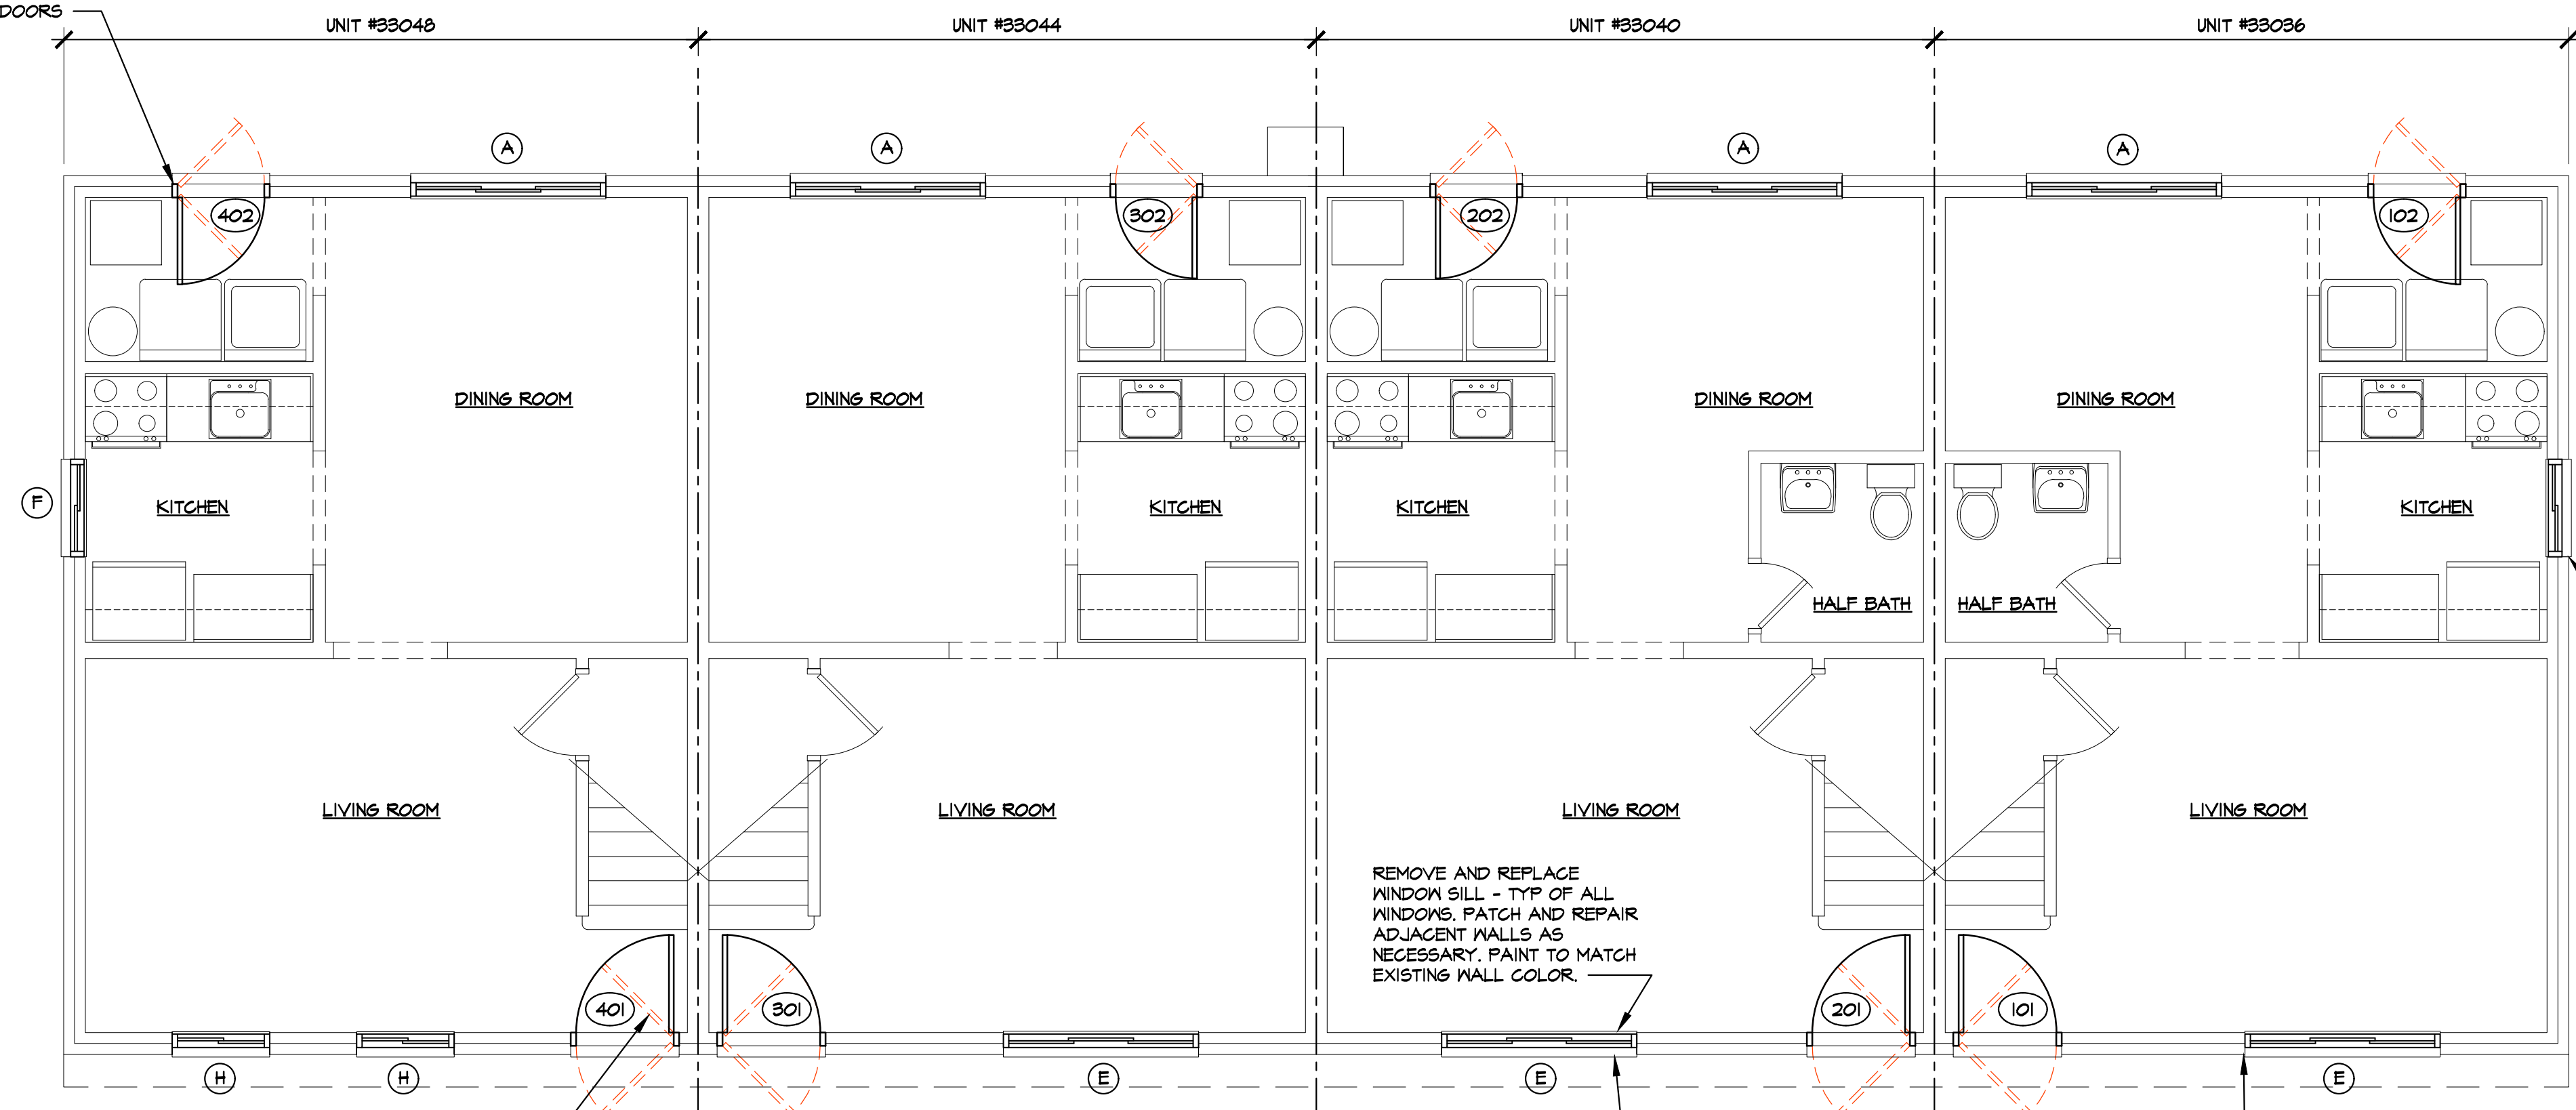 DOORS
UNIT #33048
UNIT #33044
UNIT #33040
UNIT #33036
A
A
A
A
402
302
202
102
DINING ROOM
DINING ROOM
DINING ROOM
DINING ROOM
F
KITCHEN
KITCHEN
KITCHEN
KITCHEN
HALF BATH
HALF BATH
LIVING ROOM
LIVING ROOM
LIVING ROOM
LIVING ROOM
REMOVE AND REPLACE
WINDOW SILL - TYP OF ALL
WINDOWS. PATCH AND REPAIR
ADJACENT WALLS AS
NECESSARY. PAINT TO MATCH
EXISTING WALL COLOR.
401
301
201
101
H
H
E
E
E